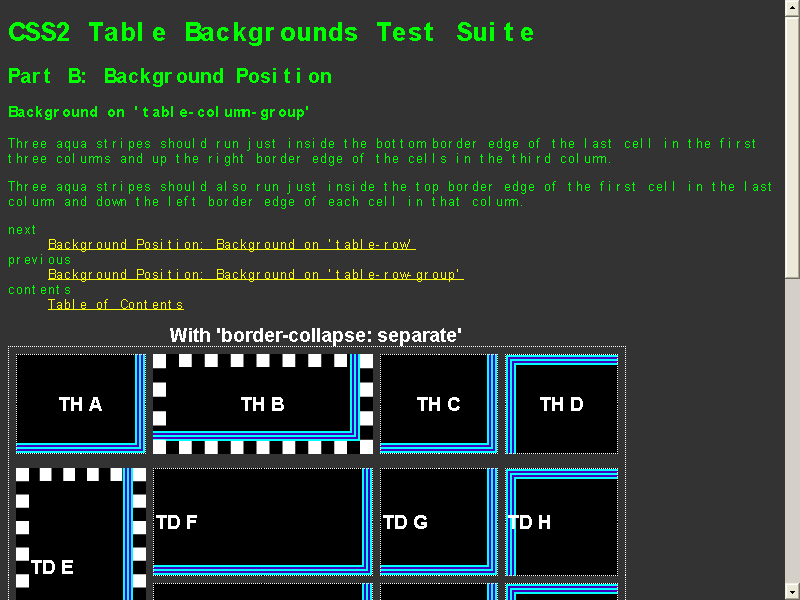 CSS2 Table Backgrounds Test Suite
Part B: Background Position
Background on 'table-column-group'
Three aqua stripes should run just inside the bottom border edge of the last cell in the first
three colums and up the right border edge of the cells in the third colum.
Three aqua stripes should also run just inside the top border edge of the first cell in the last
colum and down the left border edge of each cell in that colum.
next
Background Position: Background on 'table-row'
previous
Background Position: Background on 'table-row-group'
contents
Table of Contents
With 'border-collapse: separate'
TH A TH B TH C TH D
TD F TD G TD H
TD E